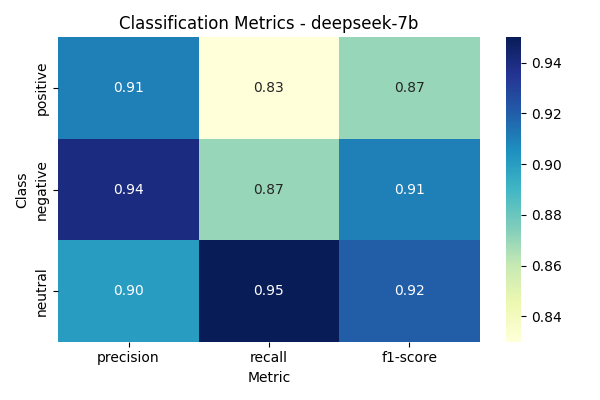 Classification Metrics - deepseek-7b
positive
0.91 0.83 0.87
negative
0.94 0.87 0.91
neutral
0.90 0.95 0.92
Class
precision recall f1-score
Metric
0.94
0.92
0.90
0.88
0.86
0.84